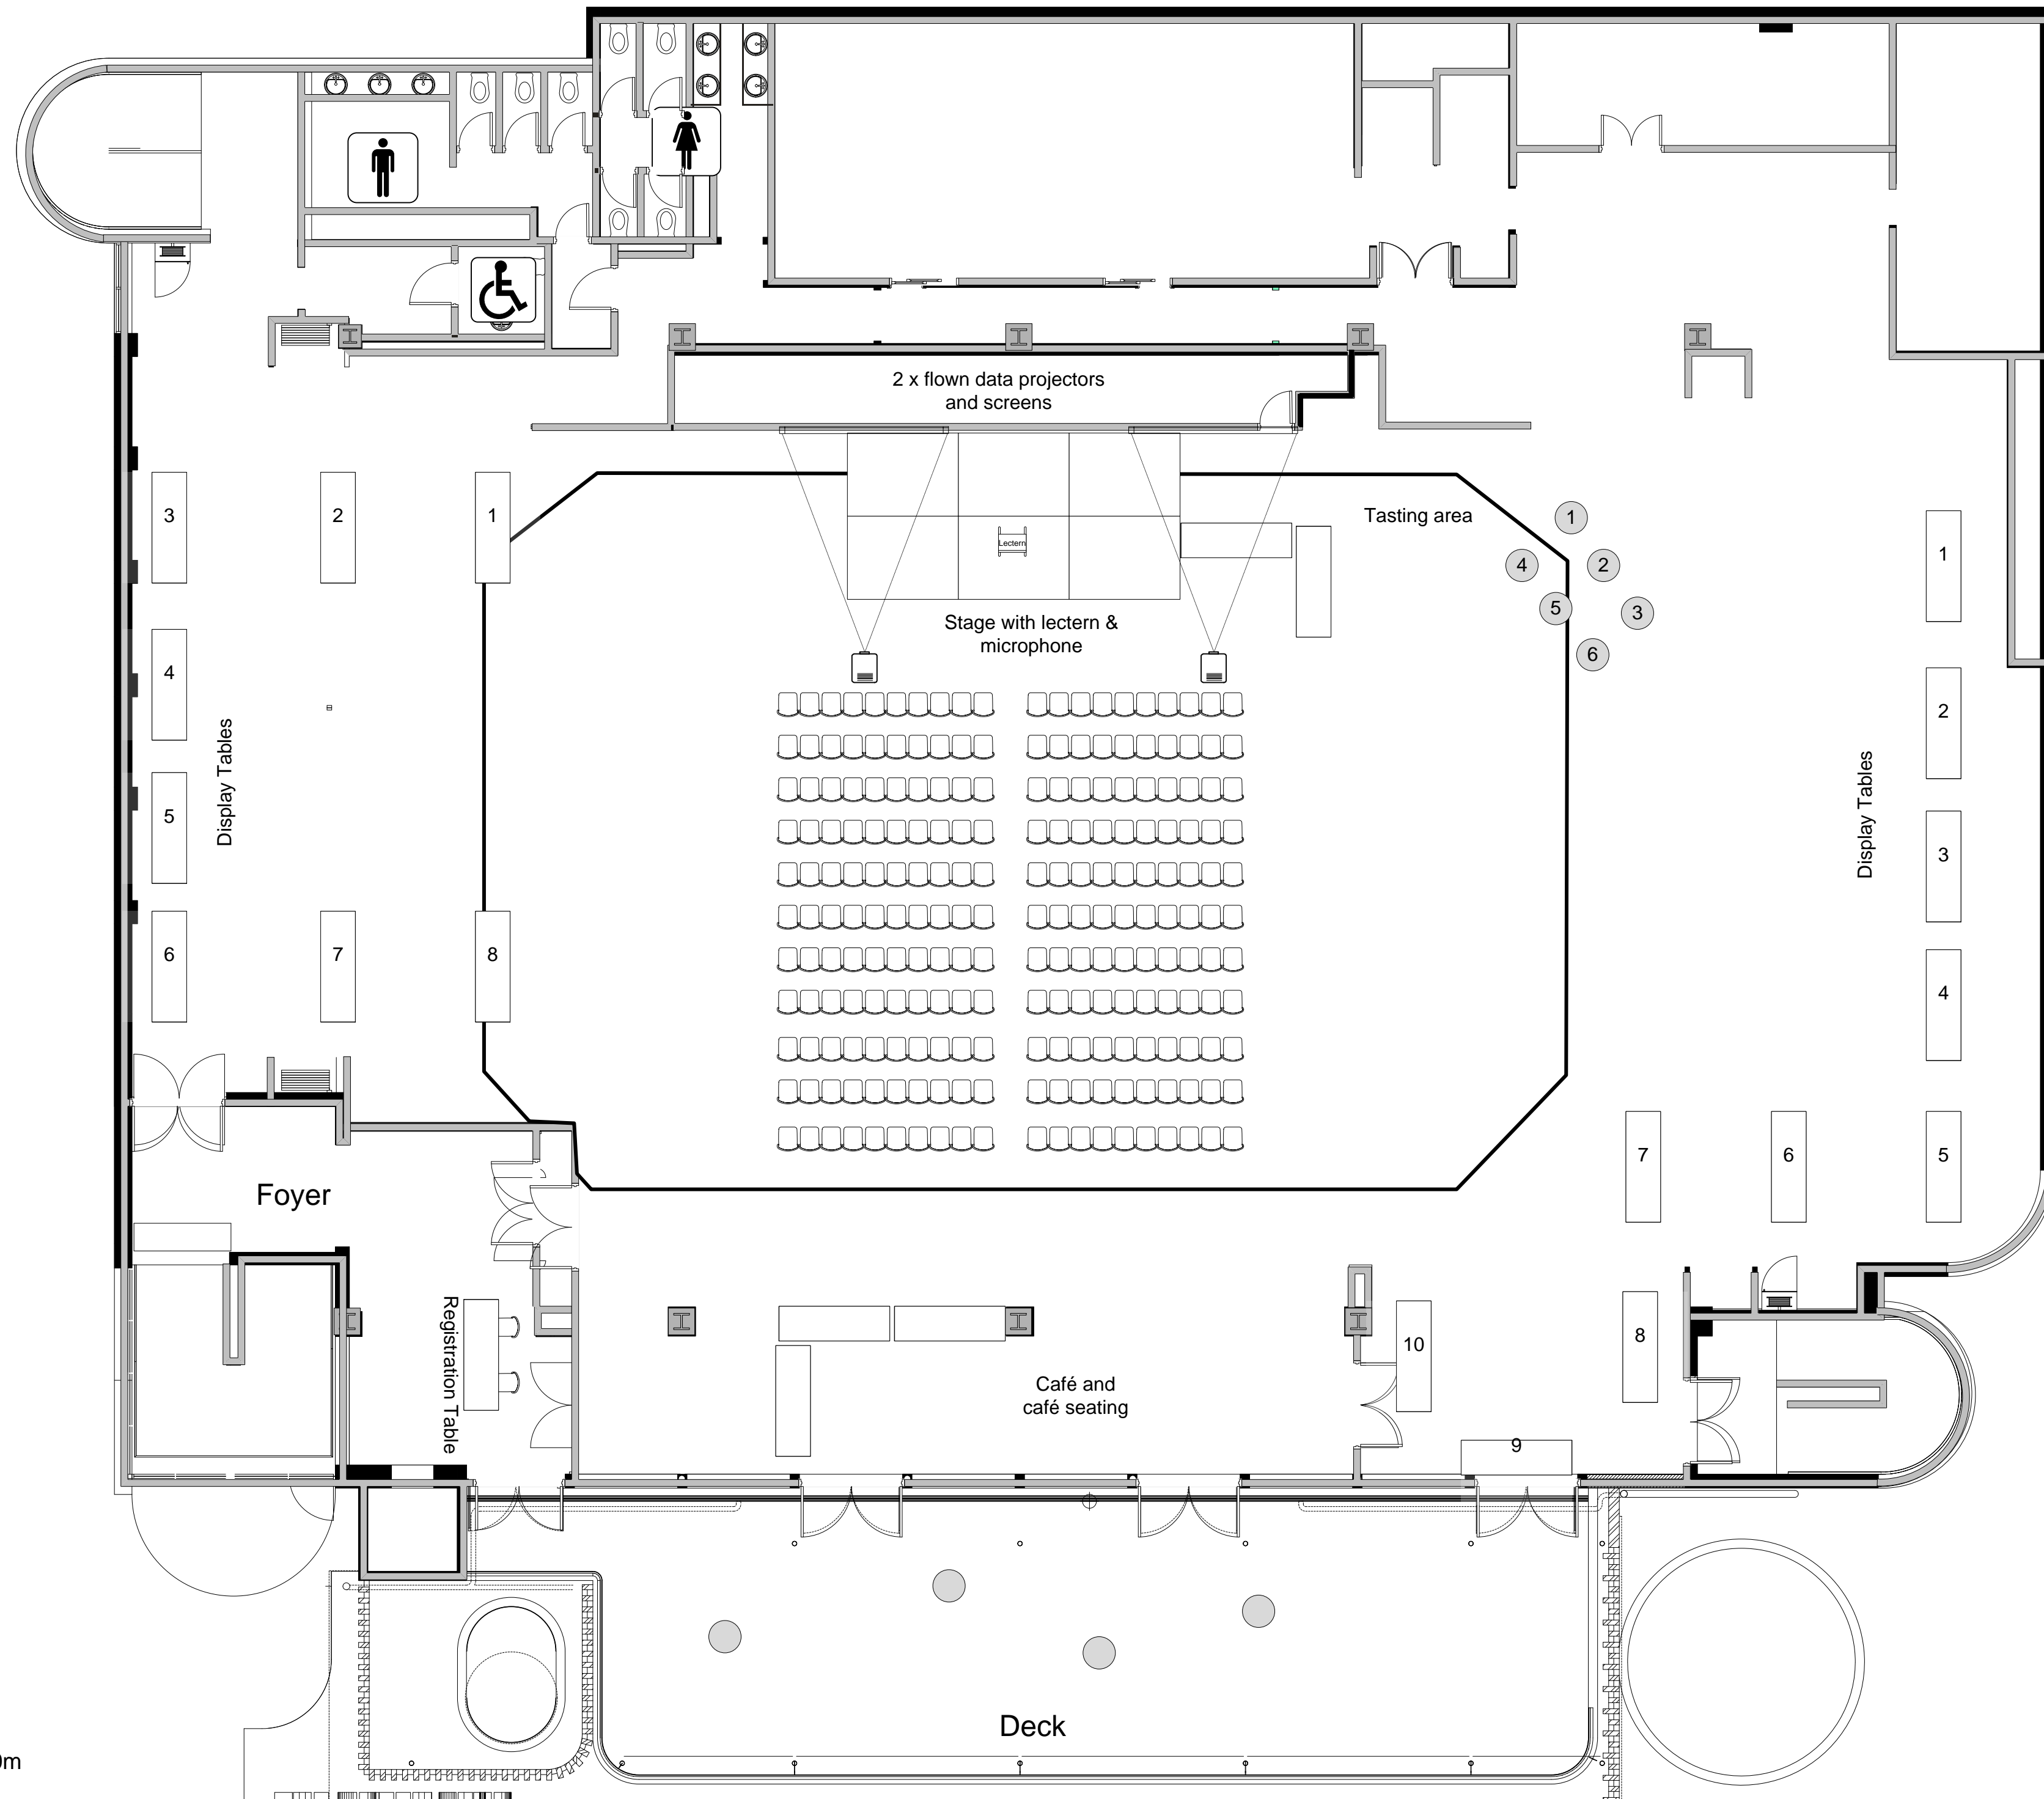 2 x flown data projectors
and screens
3
2
1
Lectern
Tasting area
1
4
2
5
3
6
1
Stage with lectern &
microphone
4
2
Display Tables
Display Tables
5
3
6
7
8
4
7
6
5
Foyer
Registration Table
10
8
Café and
café seating
9
Deck
0m